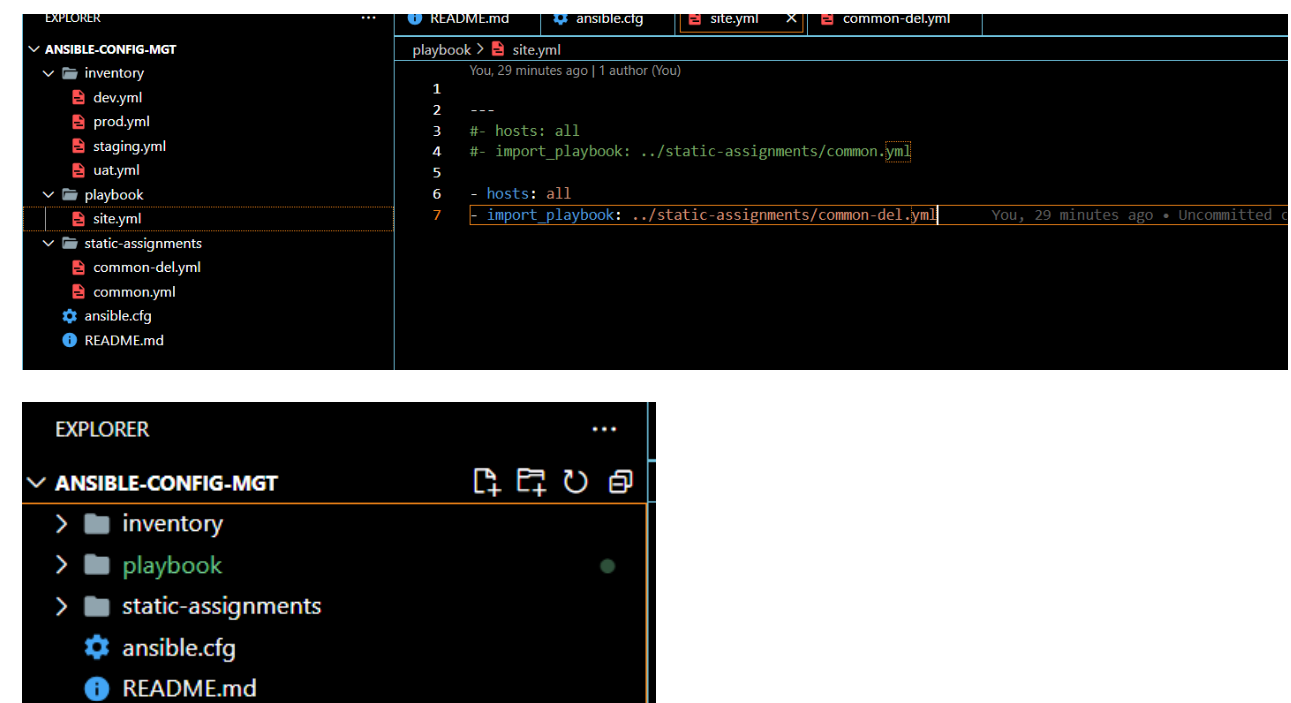 EXPLORER ...
README.md ansible.cfg site.yml common-del.yml
ANSIBLE-CONFIG-MGT
inventory
dev.yml
prod.yml
staging.yml
uat.yml
playbook
site.yml
static-assignments
common-del.yml
common.yml
ansible.cfg
README.md
playbook > site.yml
You, 29 minutes ago | 1 author (You)
1
2 ---
3 #- hosts: all
4 #- import_playbook: ../static-assignments/common.yml
5
6 - hosts: all
7 - import_playbook: ../static-assignments/common-del.yml You, 29 minutes ago • Uncommitted c
EXPLORER ...
ANSIBLE-CONFIG-MGT
inventory
playbook
static-assignments
ansible.cfg
README.md